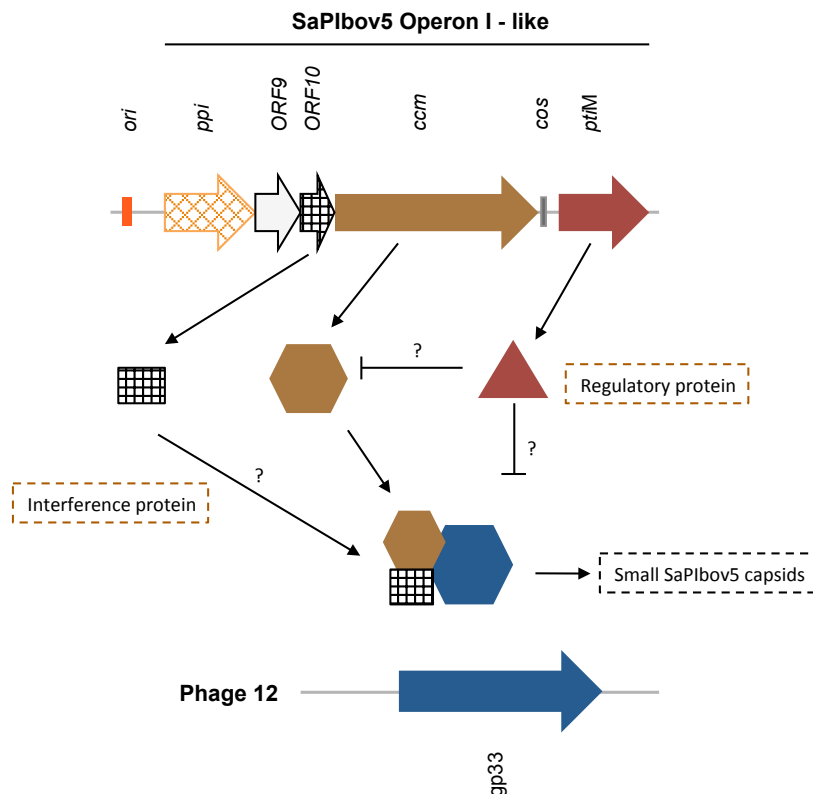 SaPIbov5 Operon I - like
ori
ppi
ORF9
ORF10
ccm
cos
ptiM
?
Regulatory protein
?
?
Interference protein
Small SaPIbov5 capsids
Phage 12
gp33